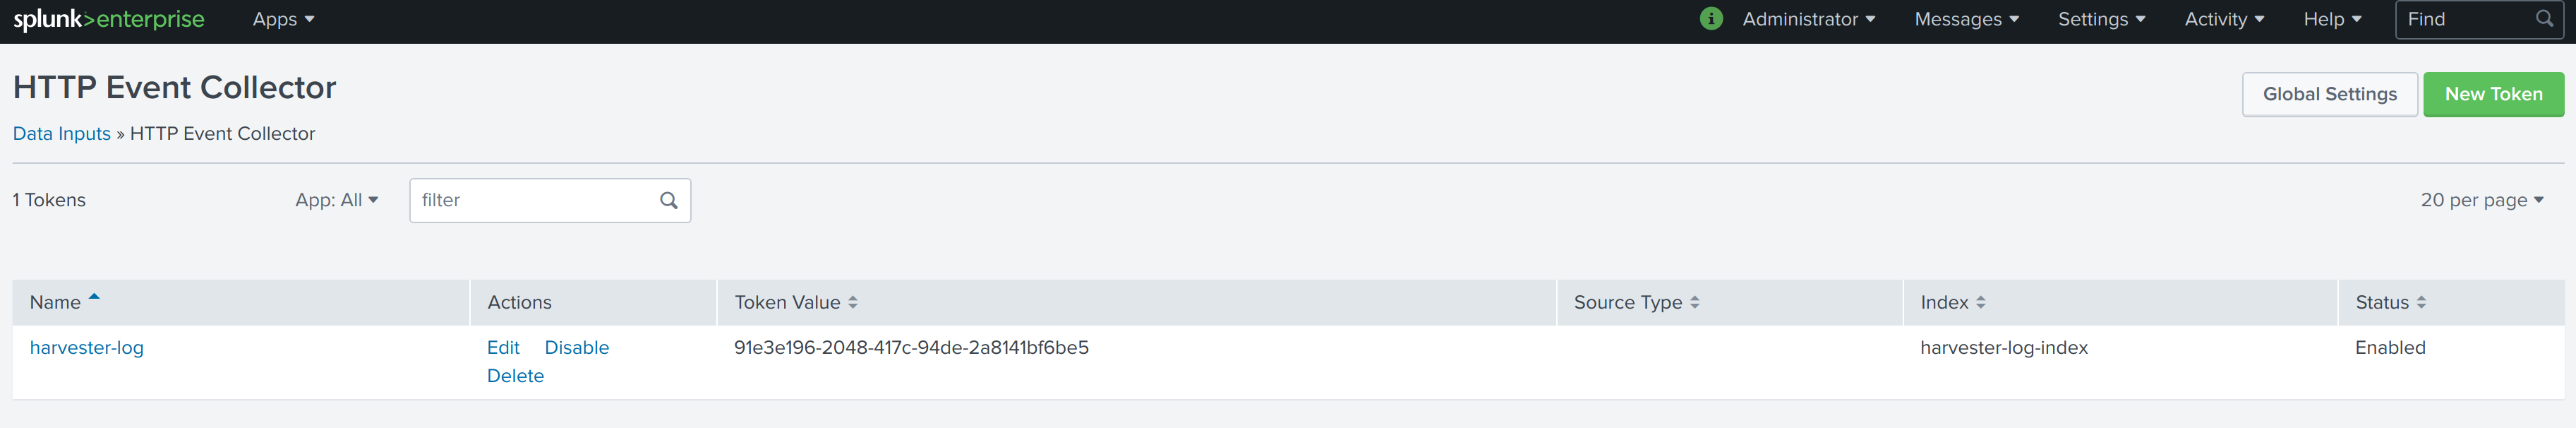 splunk>enterprise Apps Administrator Messages Settings Activity Help Find
HTTP Event Collector
Global Settings New Token
Data Inputs » HTTP Event Collector
1 Tokens App: All filter 20 per page
Name Actions Token Value Source Type Index Status
harvester-log Edit Disable 91e3e196-2048-417c-94de-2a8141bf6be5 harvester-log-index Enabled
Delete